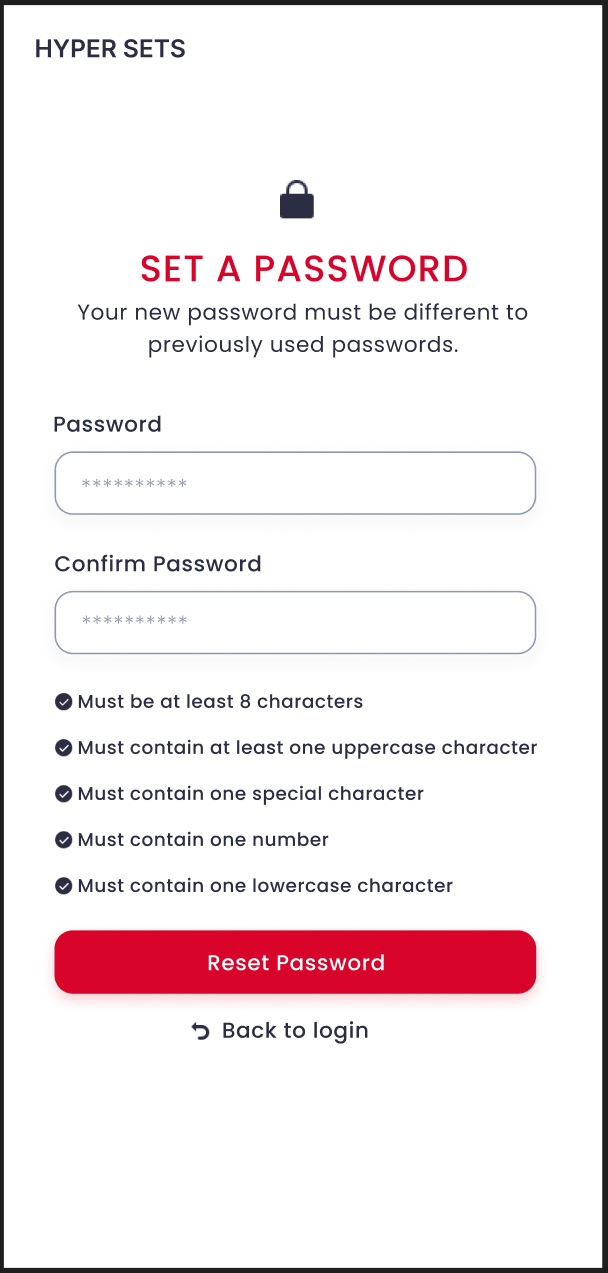 HYPER SETS
SET A PASSWORD
Your new password must be different to
previously used passwords.
Password
**********
Confirm Password
**********
Must be at least 8 characters
Must contain at least one uppercase character
Must contain one special character
Must contain one number
Must contain one lowercase character
Reset Password
Back to login